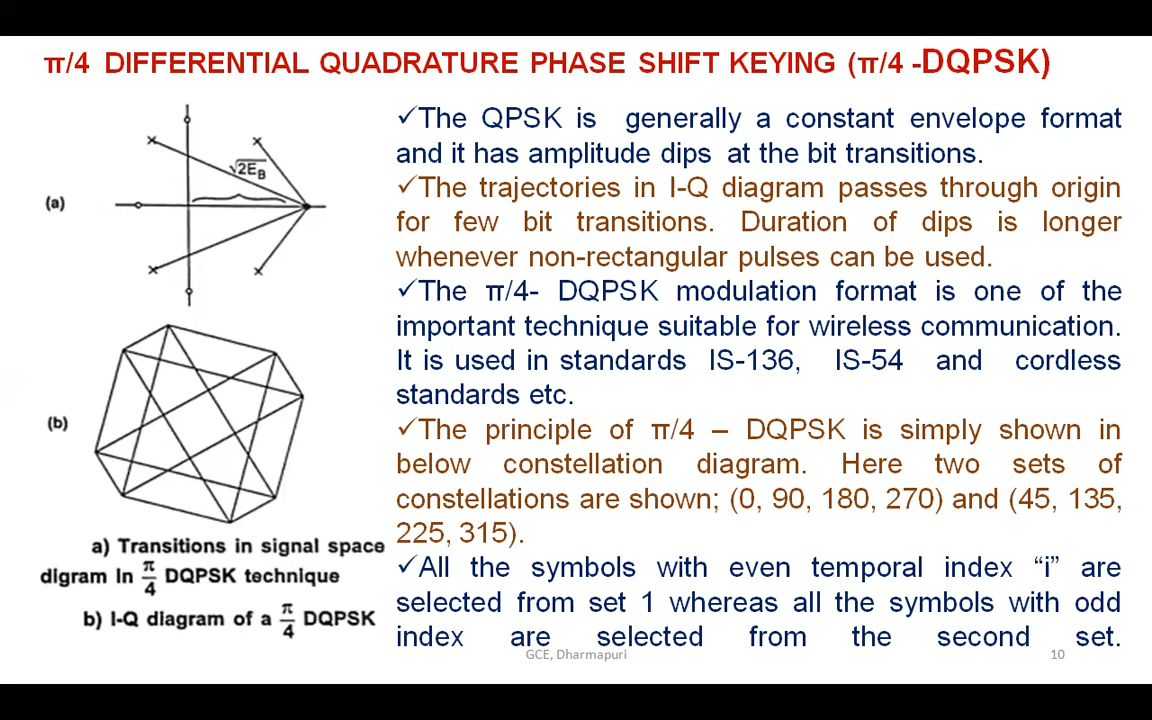 π/4 DIFFERENTIAL QUADRATURE PHASE SHIFT KEYING (π/4 -DQPSK)
(a)
√2E_B
(b)
a) Transitions in signal space
digram in π/4 DQPSK technique
b) I-Q diagram of a π/4 DQPSK
✓The QPSK is generally a constant envelope format
and it has amplitude dips at the bit transitions.
✓The trajectories in I-Q diagram passes through origin
for few bit transitions. Duration of dips is longer
whenever non-rectangular pulses can be used.
✓The π/4- DQPSK modulation format is one of the
important technique suitable for wireless communication.
It is used in standards IS-136, IS-54 and cordless
standards etc.
✓The principle of π/4 – DQPSK is simply shown in
below constellation diagram. Here two sets of
constellations are shown; (0, 90, 180, 270) and (45, 135,
225, 315).
✓All the symbols with even temporal index “i” are
selected from set 1 whereas all the symbols with odd
index are selected from the second set.
GCE, Dharmapuri
10